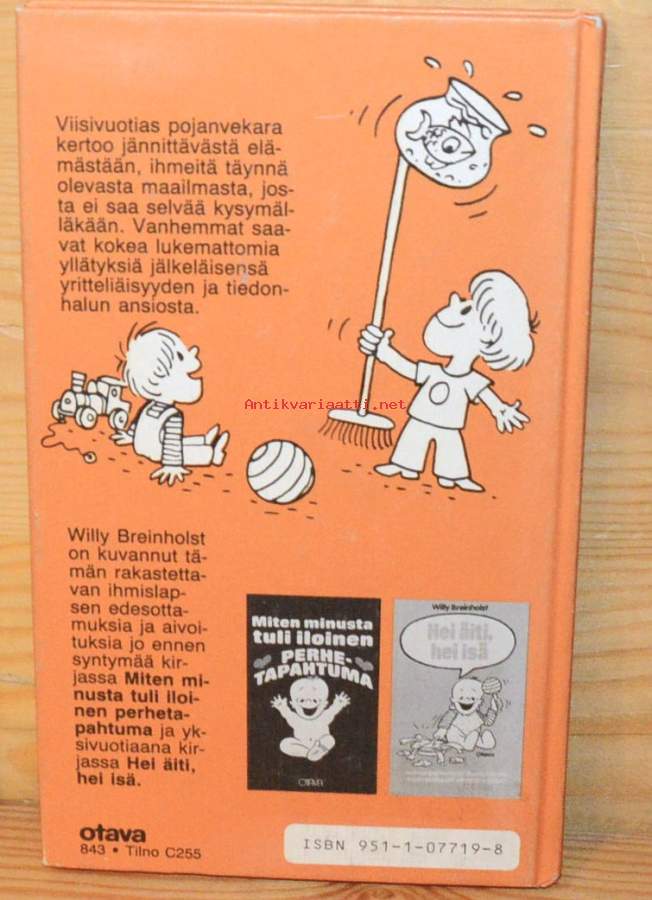 Viisivuotias pojanvekara
kertoo jännittävästä elä-
mästään, ihmeitä täynnä
olevasta maailmasta, jos-
ta ei saa selvää kysymäl-
läkään. Vanhemmat saa-
vat kokea lukemattomia
yllätyksiä jälkeläisensä
yritteliäisyyden ja tiedon-
halun ansiosta.
Antikvariaatti.net
Willy Breinholst
on kuvannut tä-
män rakastetta-
van ihmislap-
sen edesotta-
muksia ja aivoi-
tuksia jo ennen
syntymää kir-
jassa Miten mi-
nusta tuli iloi-
nen perheta-
pahtuma ja yk-
sivuotiaana kir-
jassa Hei äiti,
hei isä.
Miten minusta
tuli iloinen
PERHE-
TAPAHTUMA
OTAVA
Willy Breinholst
Hei äiti,
hei isä
otava
843 • Tilno C255
ISBN 951-1-07719-8